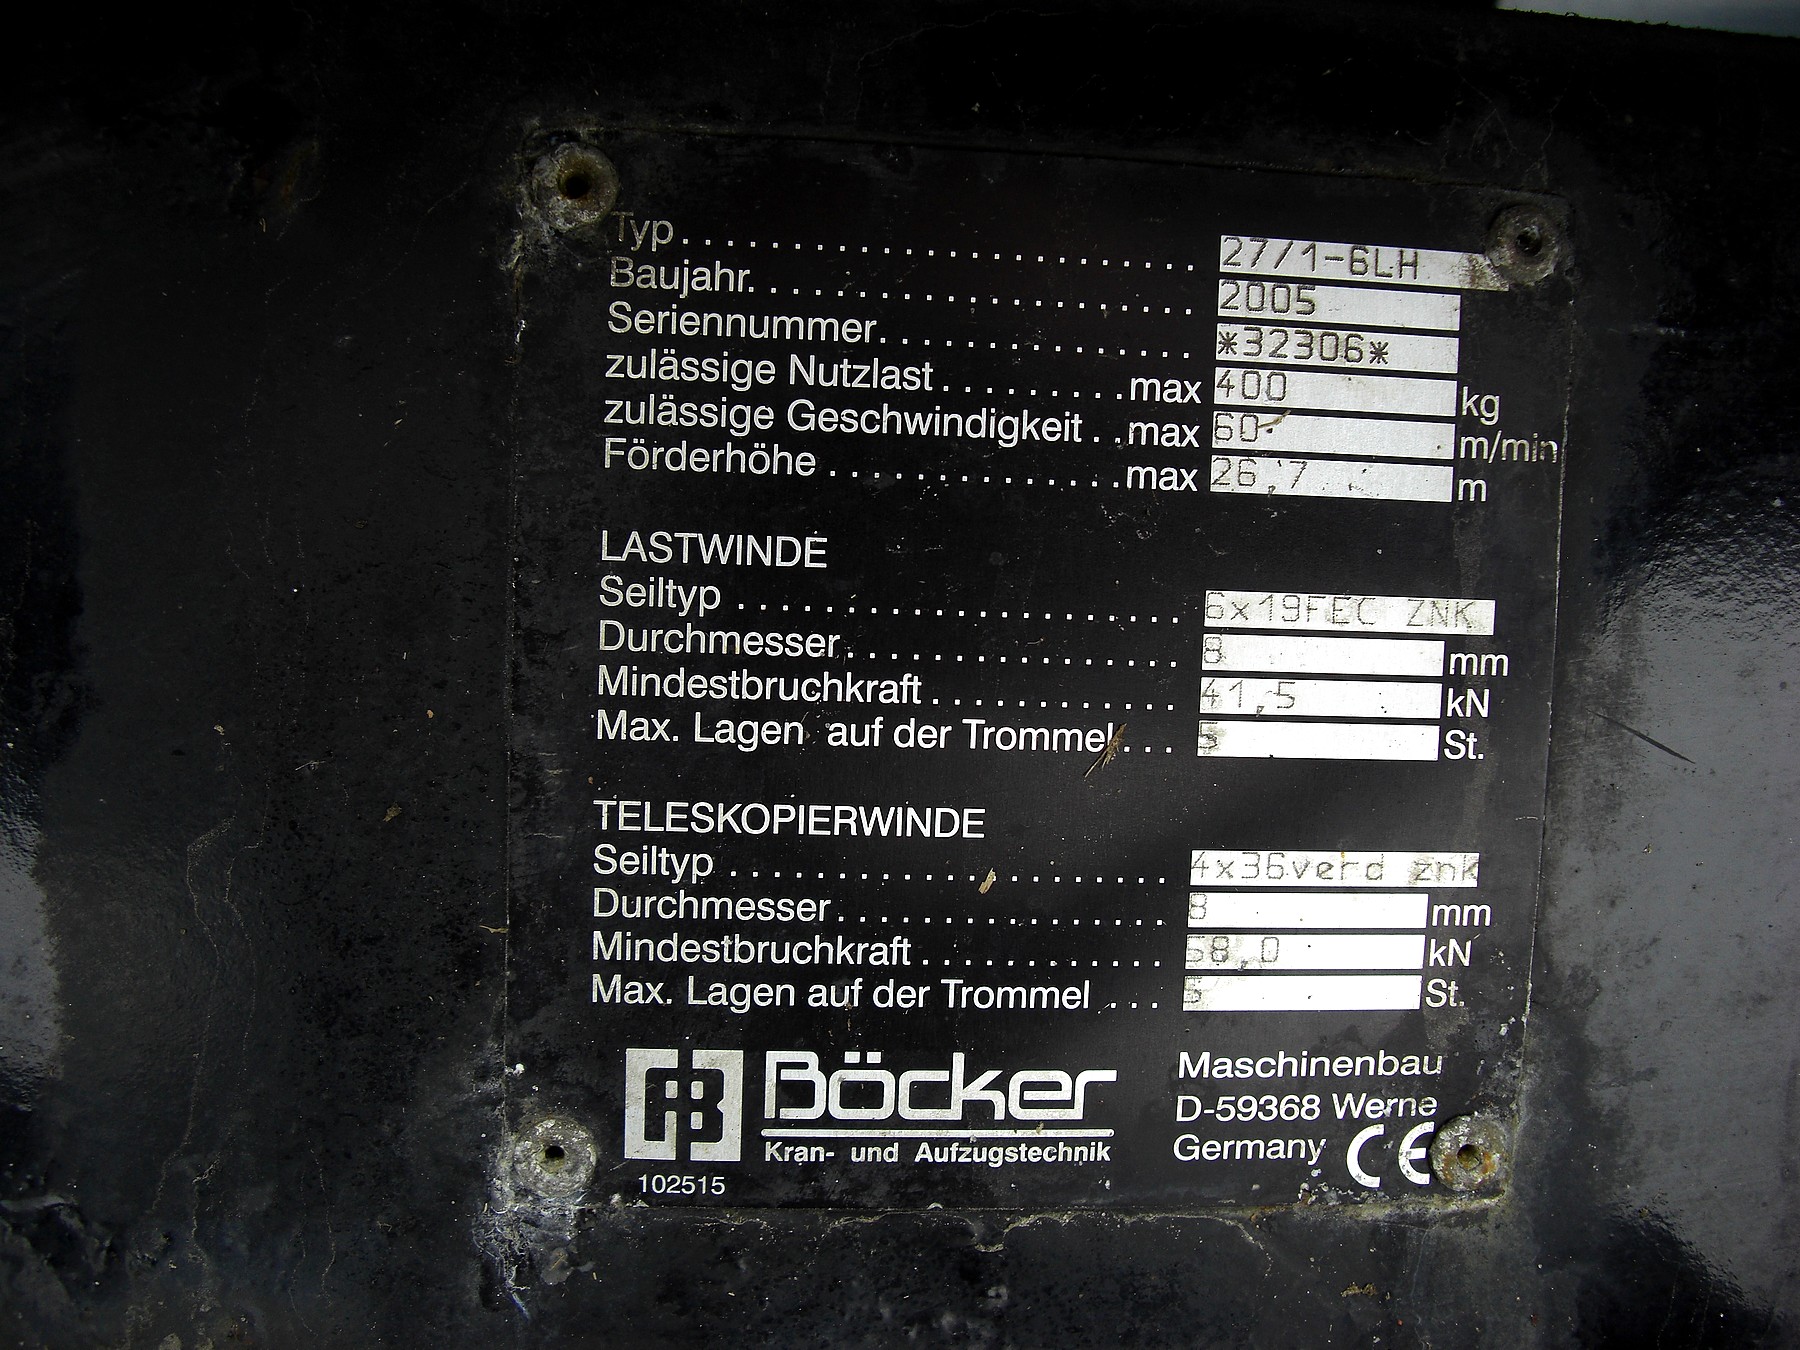 Typ........................ 27/1-6LH
Baujahr..................... 2005
Seriennummer............... *32306*
zulässige Nutzlast.........max 400 kg
zulässige Geschwindigkeit..max 60 m/min
Förderhöhe.............max 26,7 m
LASTWINDE
Seiltyp..................... 6x19FEC ZNK
Durchmesser................ 8 mm
Mindestbruchkraft............ 41,5 kN
Max. Lagen auf der Trommel... 5 St.
TELESKOPIERWINDE
Seiltyp..................... 4x36verd znk
Durchmesser................ 8 mm
Mindestbruchkraft............ kN
Max. Lagen auf der Trommel... 5 St.
AB Böcker
Kran- und Aufzugstechnik
102515
Maschinenbau
D-59368 Werne
Germany CE